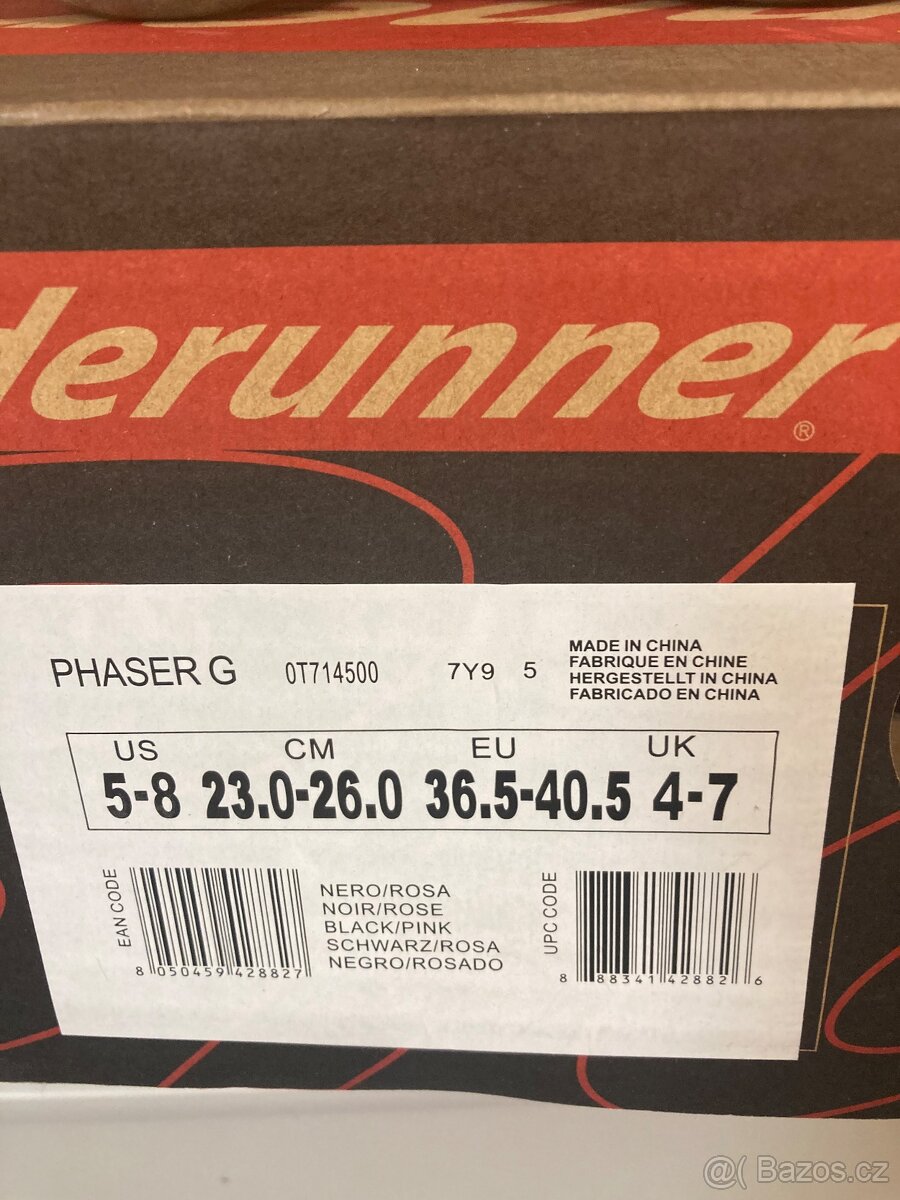 derunner®
PHASER G 0T714500 7Y9 5
MADE IN CHINA
FABRIQUE EN CHINE
HERGESTELLT IN CHINA
FABRICADO EN CHINA
US CM EU UK
5-8 23.0-26.0 36.5-40.5 4-7
EAN CODE
8 050459 428827
NERO/ROSA
NOIR/ROSE
BLACK/PINK
SCHWARZ/ROSA
NEGRO/ROSADO
UPC CODE
8 88341 42882 6
@( Bazos.cz